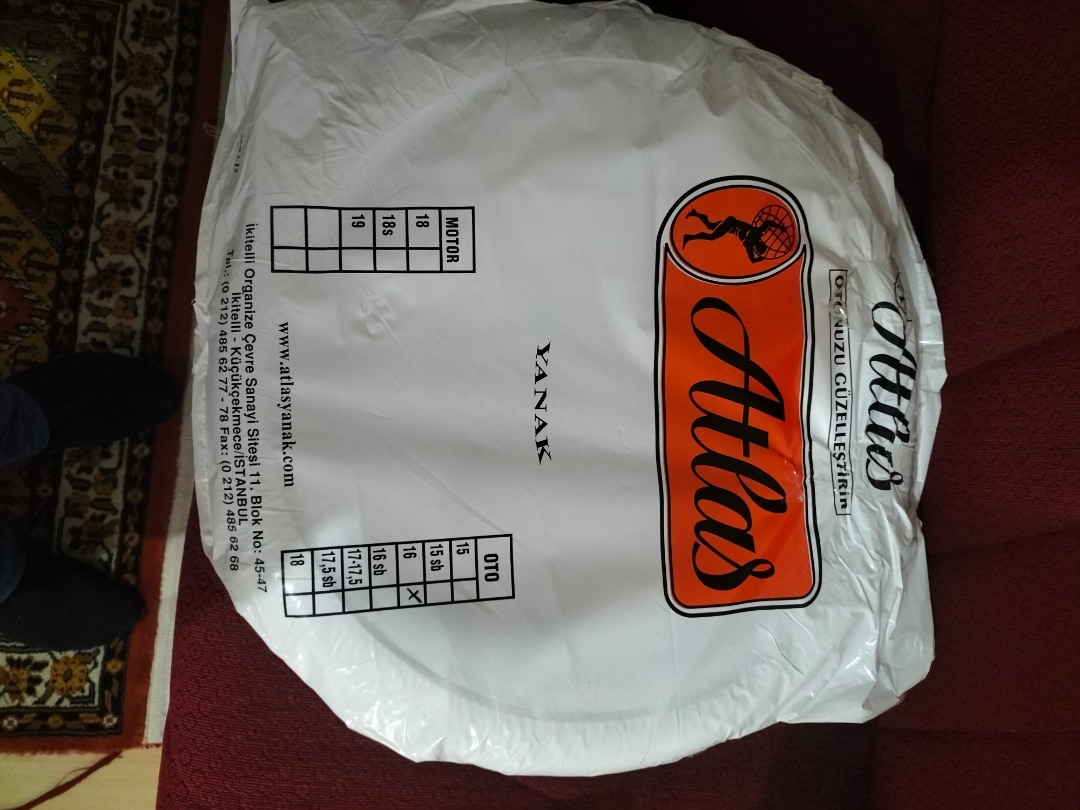 Atlas
OTONUZU GÜZELLEŞTİRİN
Atlas
YANAK
MOTOR
18
18s
19
OTO
15
15 sb
16 X
16 sb
17-17,5
17,5 sb
18
www.atlasyanak.com
İkitelli Organize Çevre Sanayi Sitesi 11. Blok No: 45-47
İkitelli - Küçükçekmece/İSTANBUL
Tel.: (0 212) 485 62 77 - 78 Fax: (0 212) 485 62 68